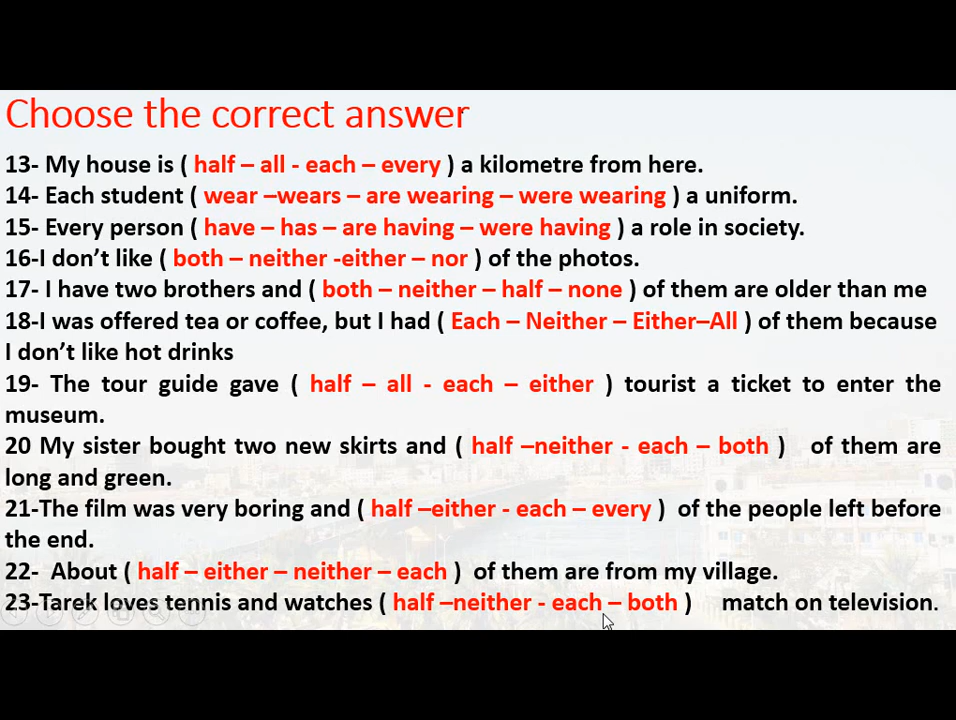 Choose the correct answer
13- My house is ( half – all - each – every ) a kilometre from here.
14- Each student ( wear –wears – are wearing – were wearing ) a uniform.
15- Every person ( have – has – are having – were having ) a role in society.
16-I don’t like ( both – neither -either – nor ) of the photos.
17- I have two brothers and ( both – neither – half – none ) of them are older than me
18-I was offered tea or coffee, but I had ( Each – Neither – Either–All ) of them because
I don’t like hot drinks
19- The tour guide gave ( half – all - each – either ) tourist a ticket to enter the
museum.
20 My sister bought two new skirts and ( half –neither - each – both ) of them are
long and green.
21-The film was very boring and ( half –either - each – every ) of the people left before
the end.
22- About ( half – either – neither – each ) of them are from my village.
23-Tarek loves tennis and watches ( half –neither - each – both ) match on television.